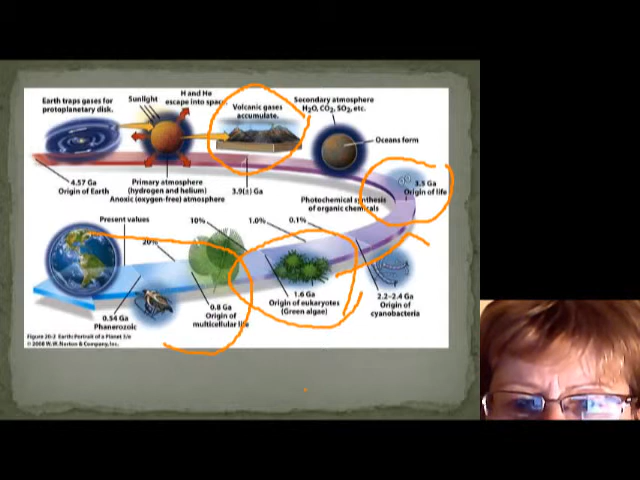 Earth traps gases for
protoplanetary disk.
Sunlight
H and He
escape into space.
Volcanic gases
accumulate.
Secondary atmosphere
H2O, CO2, SO2, etc.
Oceans form
4.57 Ga
Origin of Earth
Primary atmosphere
(hydrogen and helium)
Anoxic (oxygen-free) atmosphere
3.9(±) Ga
3.5 Ga
Origin of life
Photochemical synthesis
of organic chemicals
Present values
20%
10%
1.0%
0.1%
0.54 Ga
Phanerozoic
0.8 Ga
Origin of
multicellular life
1.6 Ga
Origin of eukaryotes
(Green algae)
2.2–2.4 Ga
Origin of
cyanobacteria
Figure 20-2 Earth: Portrait of a Planet 3/e
© 2008 W. W. Norton & Company, Inc.